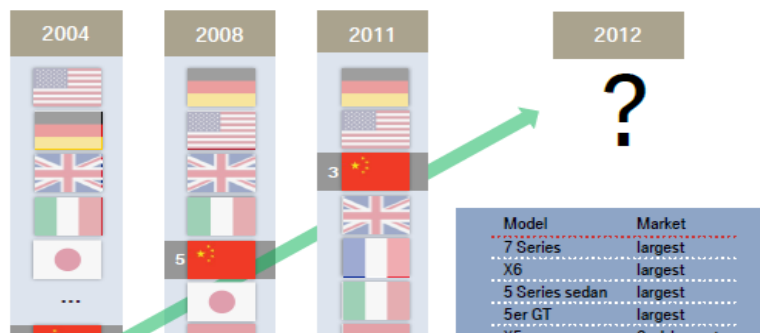 2004
2008
2011
2012
?
3
5
...
Model Market
7 Series largest
X6 largest
5 Series sedan largest
5er GT largest